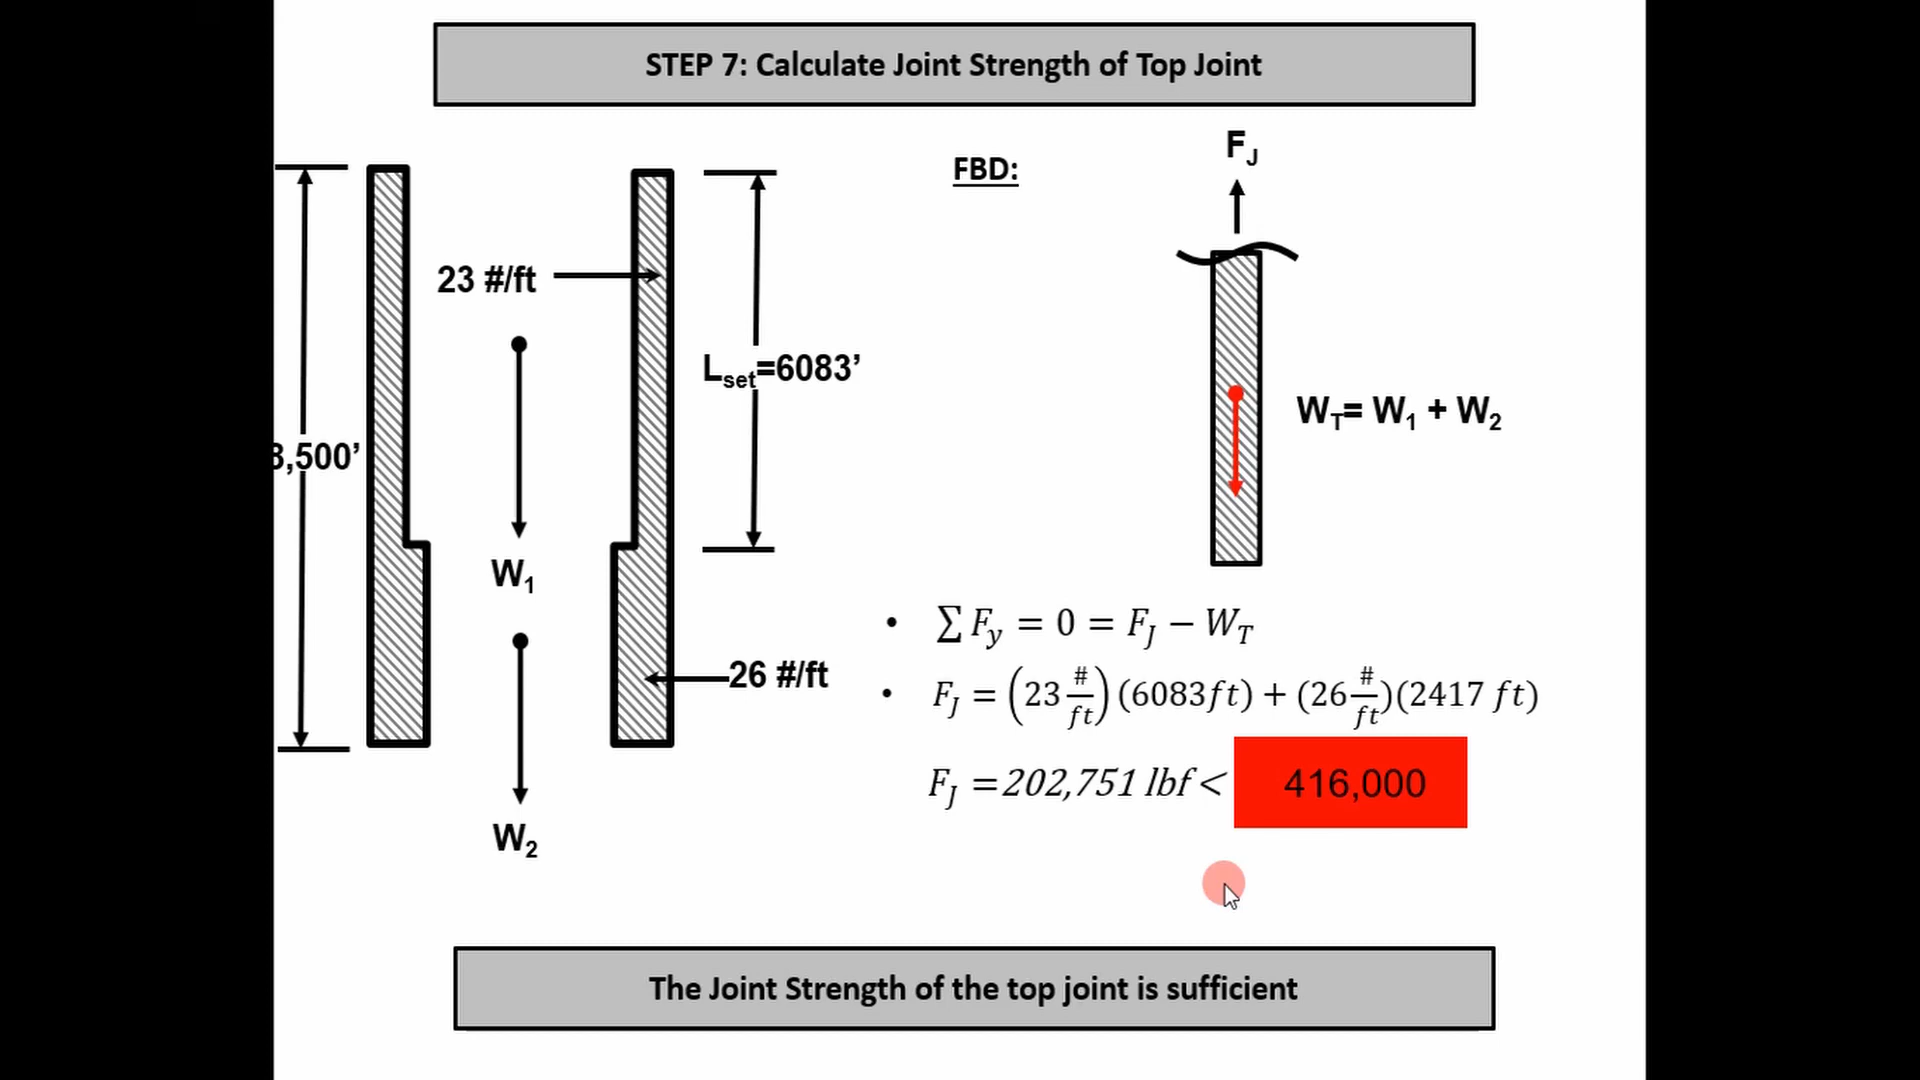 STEP 7: Calculate Joint Strength of Top Joint
FBD:
F_J
23 #/ft
L_set=6083’
W_T= W_1 + W_2
8,500’
W_1
26 #/ft
W_2
• ∑ F_y = 0 = F_J − W_T
• F_J = (23 #/ft) (6083ft) + (26 #/ft)(2417 ft)
F_J =202,751 lbf < 416,000
The Joint Strength of the top joint is sufficient